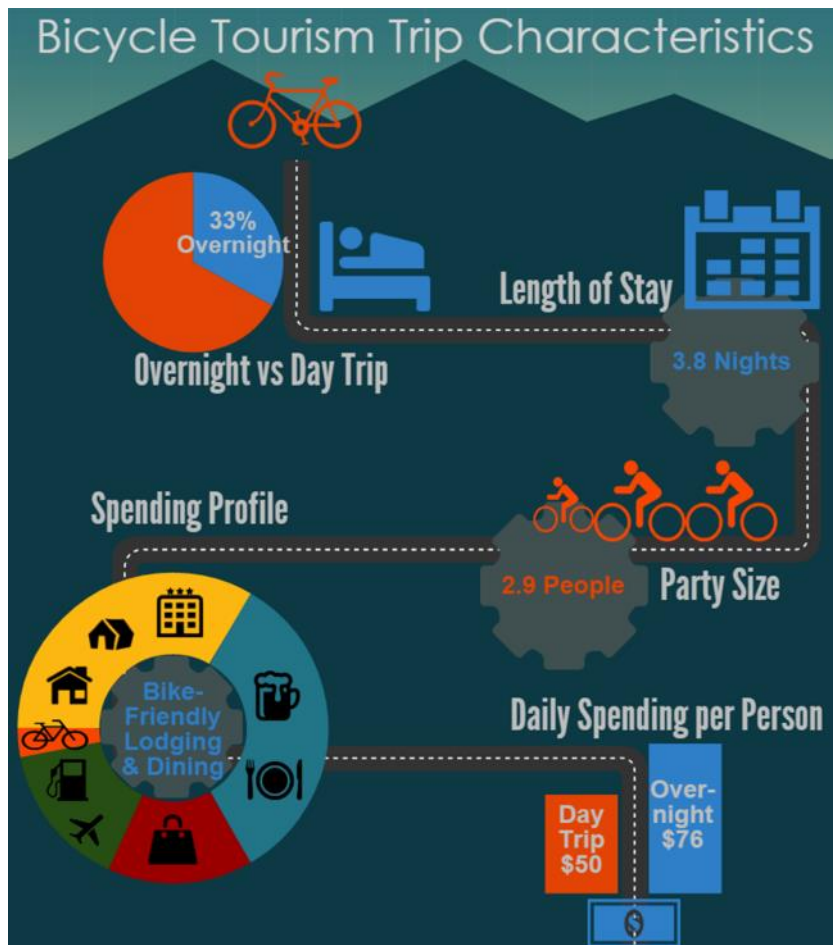 Bicycle Tourism Trip Characteristics
33%
Overnight
Overnight vs Day Trip
Length of Stay
3.8 Nights
2.9 People
Party Size
Spending Profile
Bike-
Friendly
Lodging
& Dining
Daily Spending per Person
Day
Trip
$50
Over-
night
$76
$